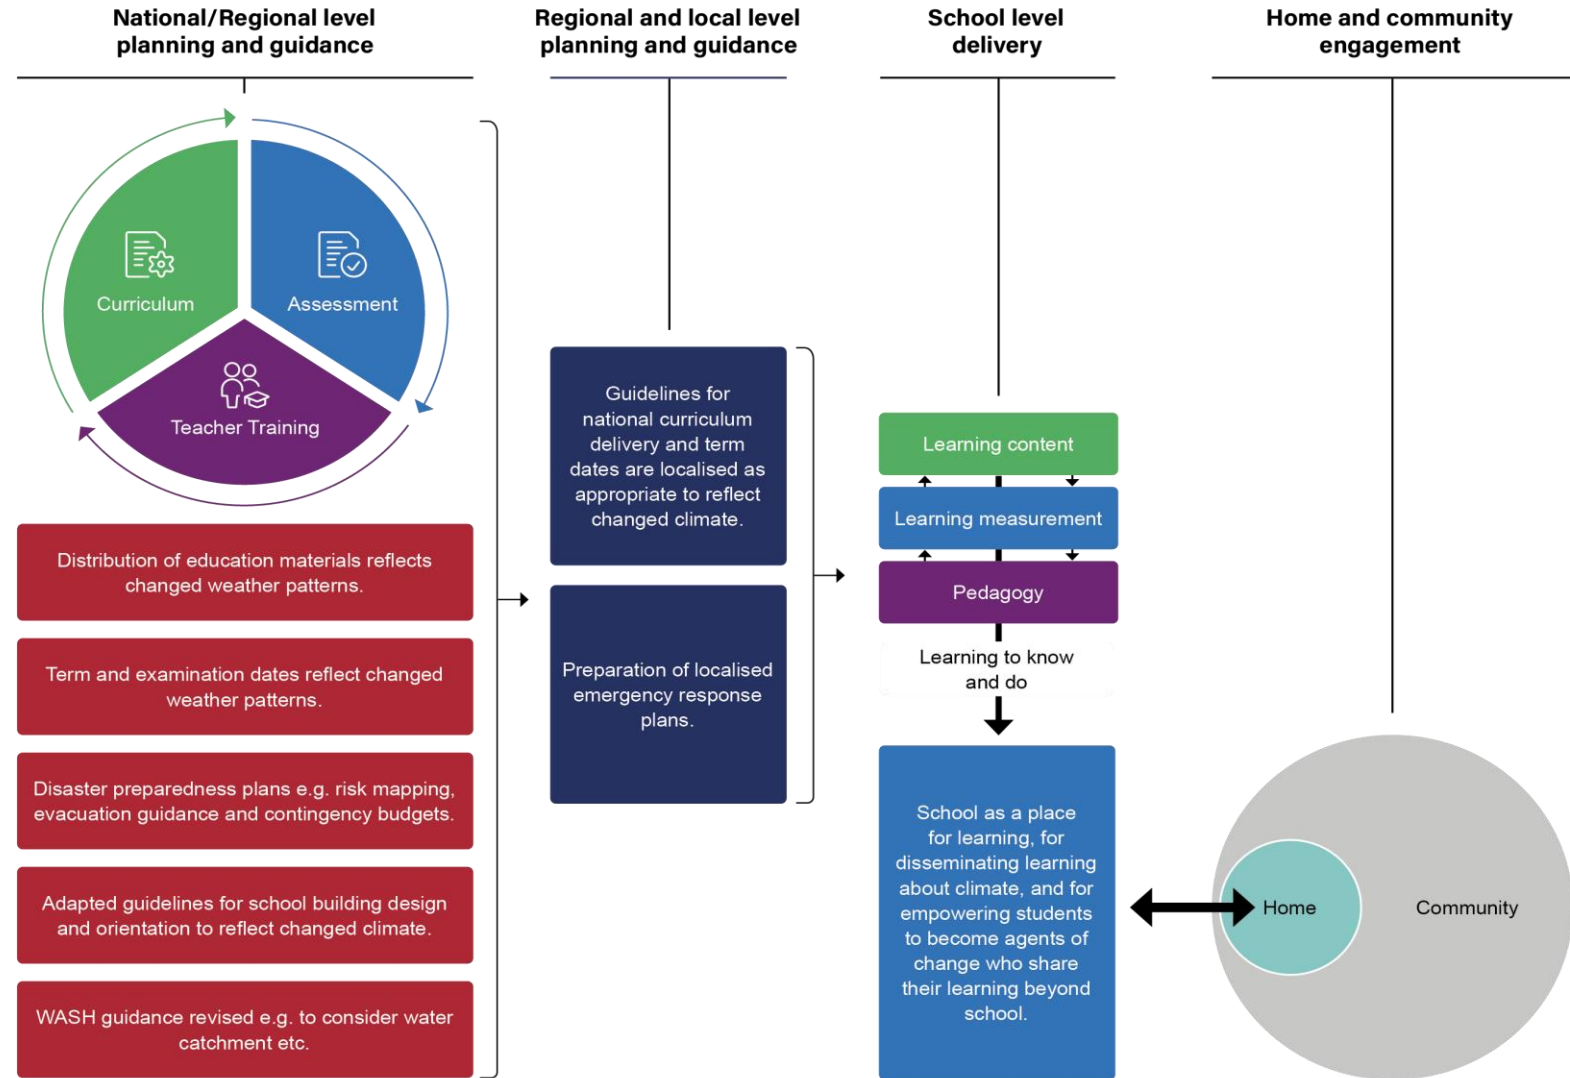 National/Regional level
planning and guidance
Curriculum
Assessment
Teacher Training
Distribution of education materials reflects
changed weather patterns.
Term and examination dates reflect changed
weather patterns.
Disaster preparedness plans e.g. risk mapping,
evacuation guidance and contingency budgets.
Adapted guidelines for school building design
and orientation to reflect changed climate.
WASH guidance revised e.g. to consider water
catchment etc.
Regional and local level
planning and guidance
Guidelines for
national curriculum
delivery and term
dates are localised as
appropriate to reflect
changed climate.
Preparation of localised
emergency response
plans.
School level
delivery
Learning content
Learning measurement
Pedagogy
Learning to know
and do
School as a place
for learning, for
disseminating learning
about climate, and for
empowering students
to become agents of
change who share
their learning beyond
school.
Home and community
engagement
Home
Community